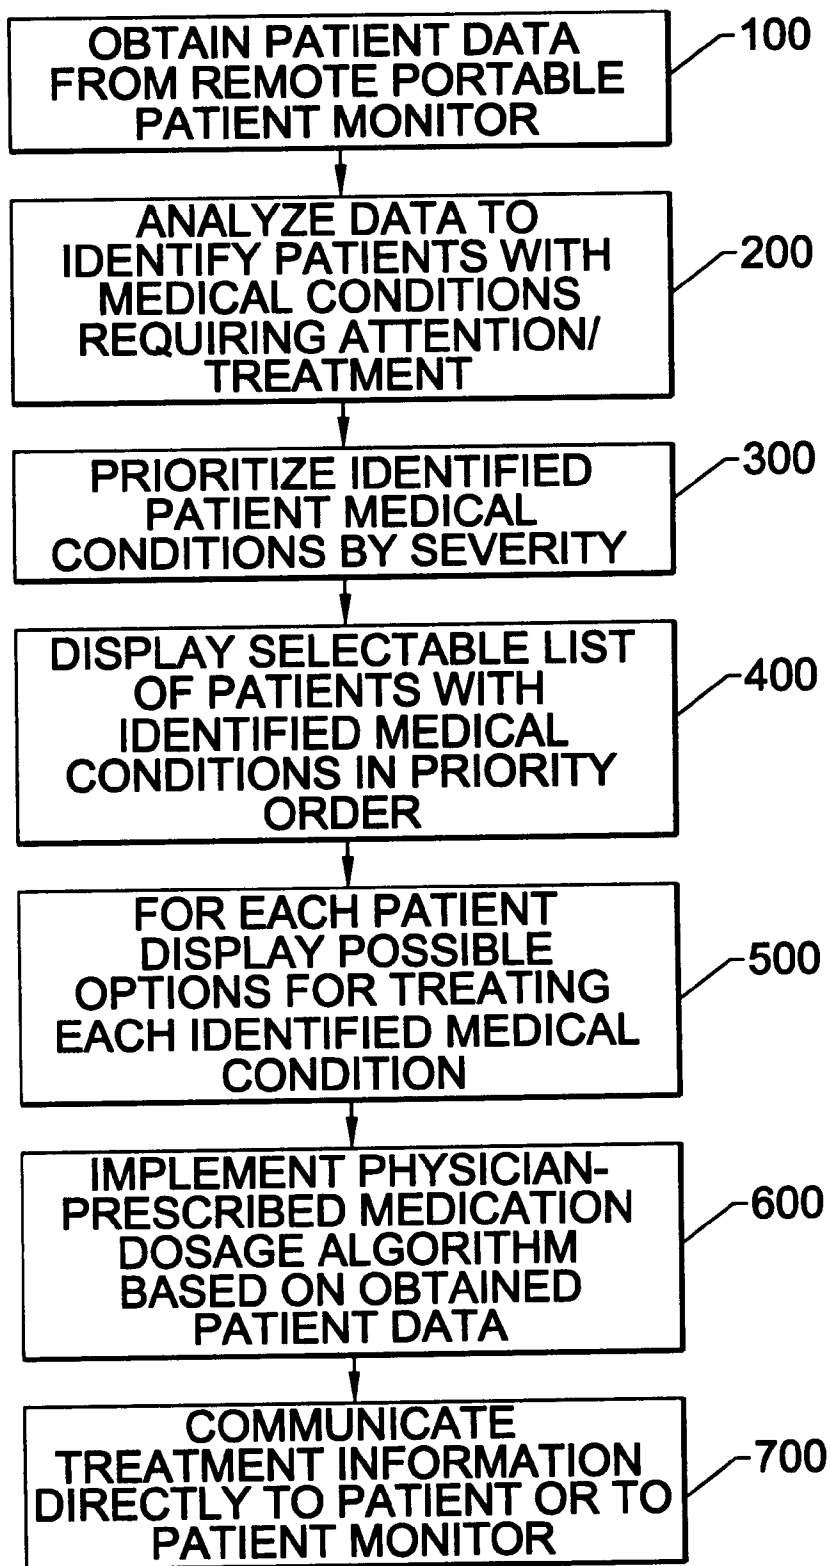 OBTAIN PATIENT DATA
FROM REMOTE PORTABLE
PATIENT MONITOR
100
ANALYZE DATA TO
IDENTIFY PATIENTS WITH
MEDICAL CONDITIONS
REQUIRING ATTENTION/
TREATMENT
200
PRIORITIZE IDENTIFIED
PATIENT MEDICAL
CONDITIONS BY SEVERITY
300
DISPLAY SELECTABLE LIST
OF PATIENTS WITH
IDENTIFIED MEDICAL
CONDITIONS IN PRIORITY
ORDER
400
FOR EACH PATIENT
DISPLAY POSSIBLE
OPTIONS FOR TREATING
EACH IDENTIFIED MEDICAL
CONDITION
500
IMPLEMENT PHYSICIAN-
PRESCRIBED MEDICATION
DOSAGE ALGORITHM
BASED ON OBTAINED
PATIENT DATA
600
COMMUNICATE
TREATMENT INFORMATION
DIRECTLY TO PATIENT OR TO
PATIENT MONITOR
700